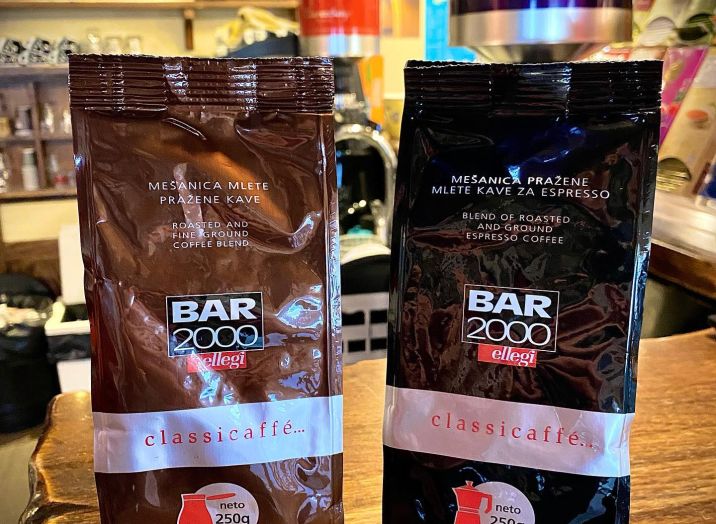 MEŠANICA MLETE
PRAŽENE KAVE
ROASTED AND
FINE GROUND
COFFEE BLEND
BAR
2000
ellegi
classicaffé...
neto
250g
MEŠANICA PRAŽENE
MLETE KAVE ZA ESPRESSO
BLEND OF ROASTED
AND GROUND
ESPRESSO COFFEE
BAR
2000
ellegi
classicaffé...
neto
250g